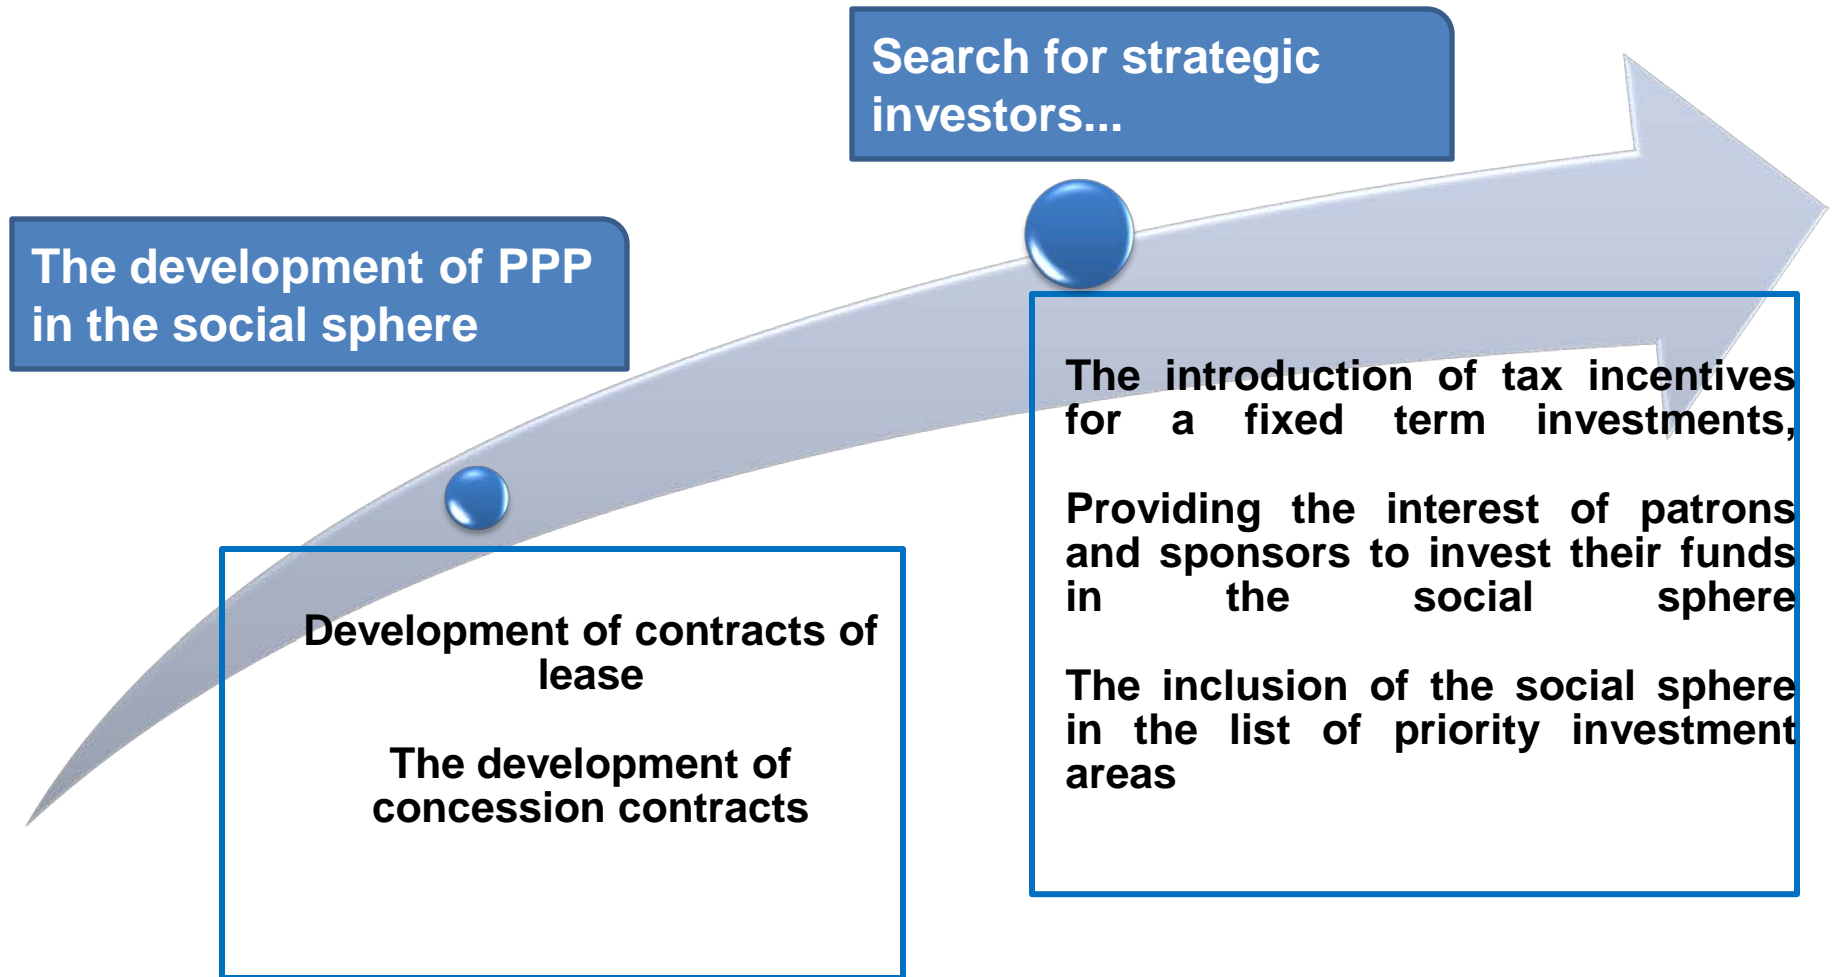 Search for strategic
investors...
The development of PPP
in the social sphere
Development of contracts of
lease
The development of
concession contracts
The introduction of tax incentives
for a fixed term investments,
Providing the interest of patrons
and sponsors to invest their funds
in the social sphere
The inclusion of the social sphere
in the list of priority investment
areas